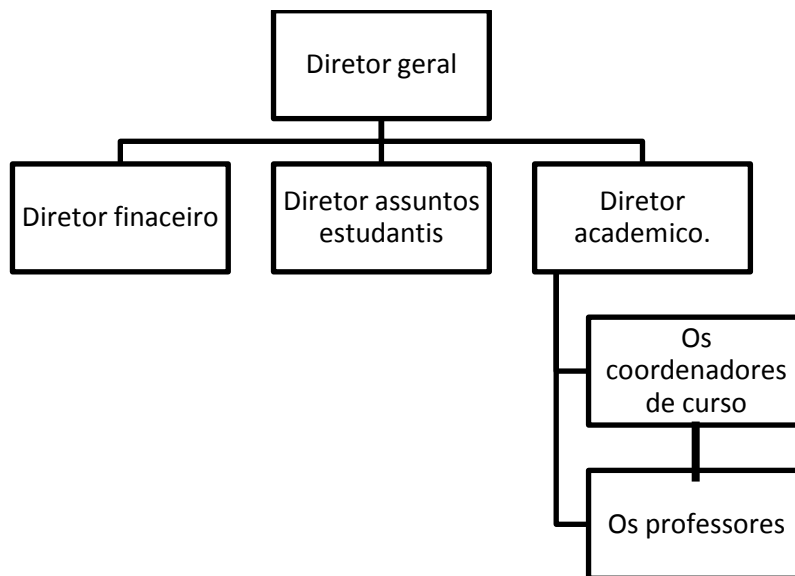 Diretor geral
Diretor finaceiro
Diretor assuntos
estudantis
Diretor
academico.
Os
coordenadores
de curso
Os professores